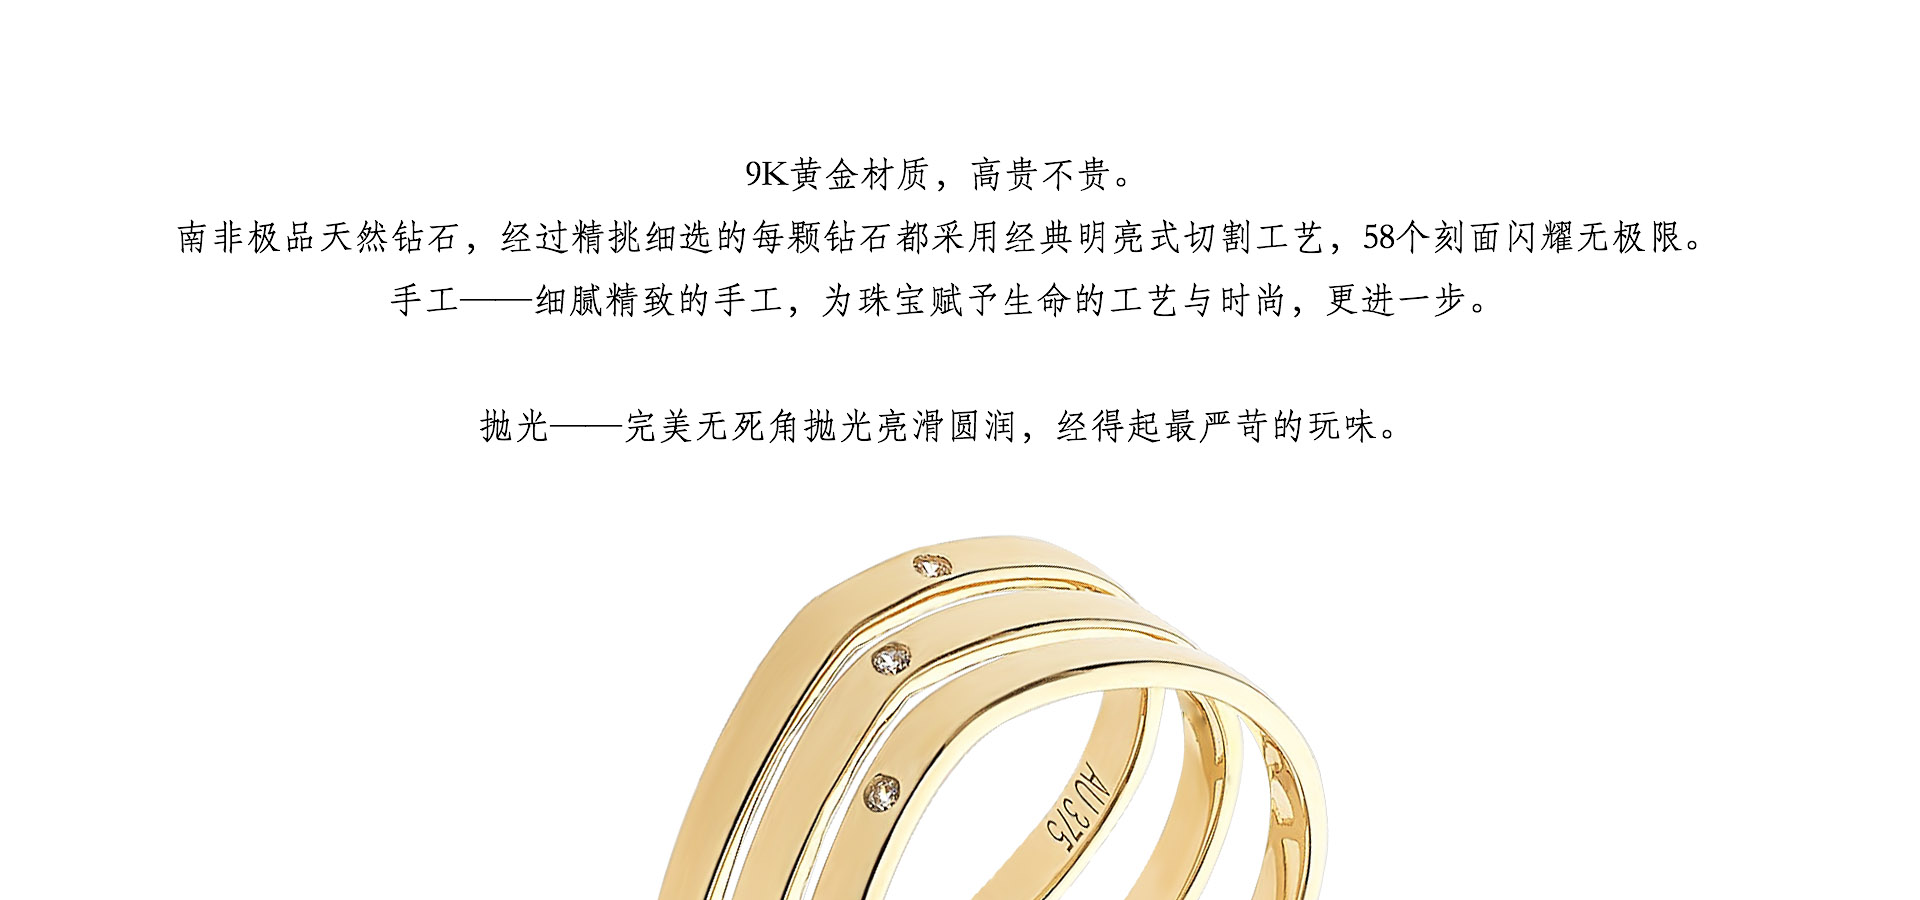 9K黄金材质，高贵不贵。
南非极品天然钻石，经过精挑细选的每颗钻石都采用经典明亮式切割工艺，58个刻面闪耀无极限。
手工——细腻精致的手工，为珠宝赋予生命的工艺与时尚，更进一步。
抛光——完美无死角抛光亮滑圆润，经得起最严苛的玩味。
AU 375